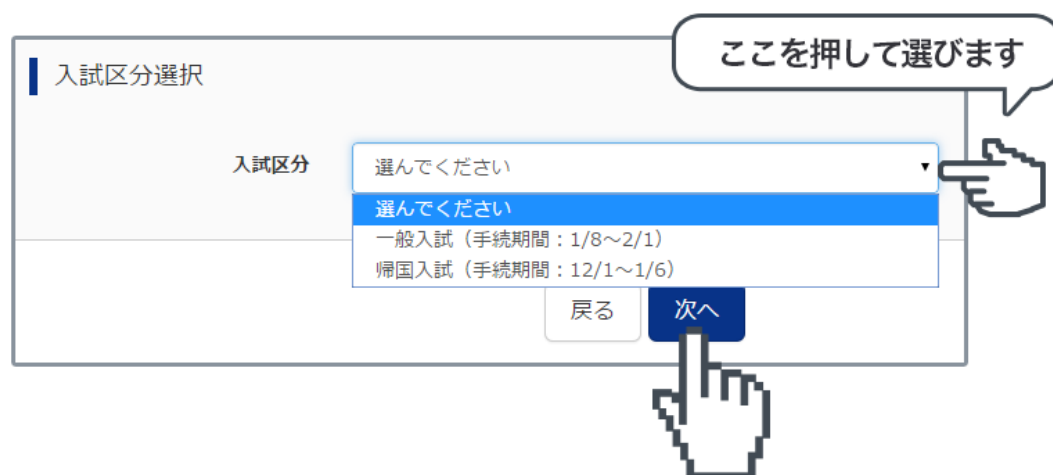 ここを押して選びます
入試区分選択
入試区分
選んでください
選んでください
一般入試（手続期間：1/8～2/1）
帰国入試（手続期間：12/1～1/6）
戻る
次へ